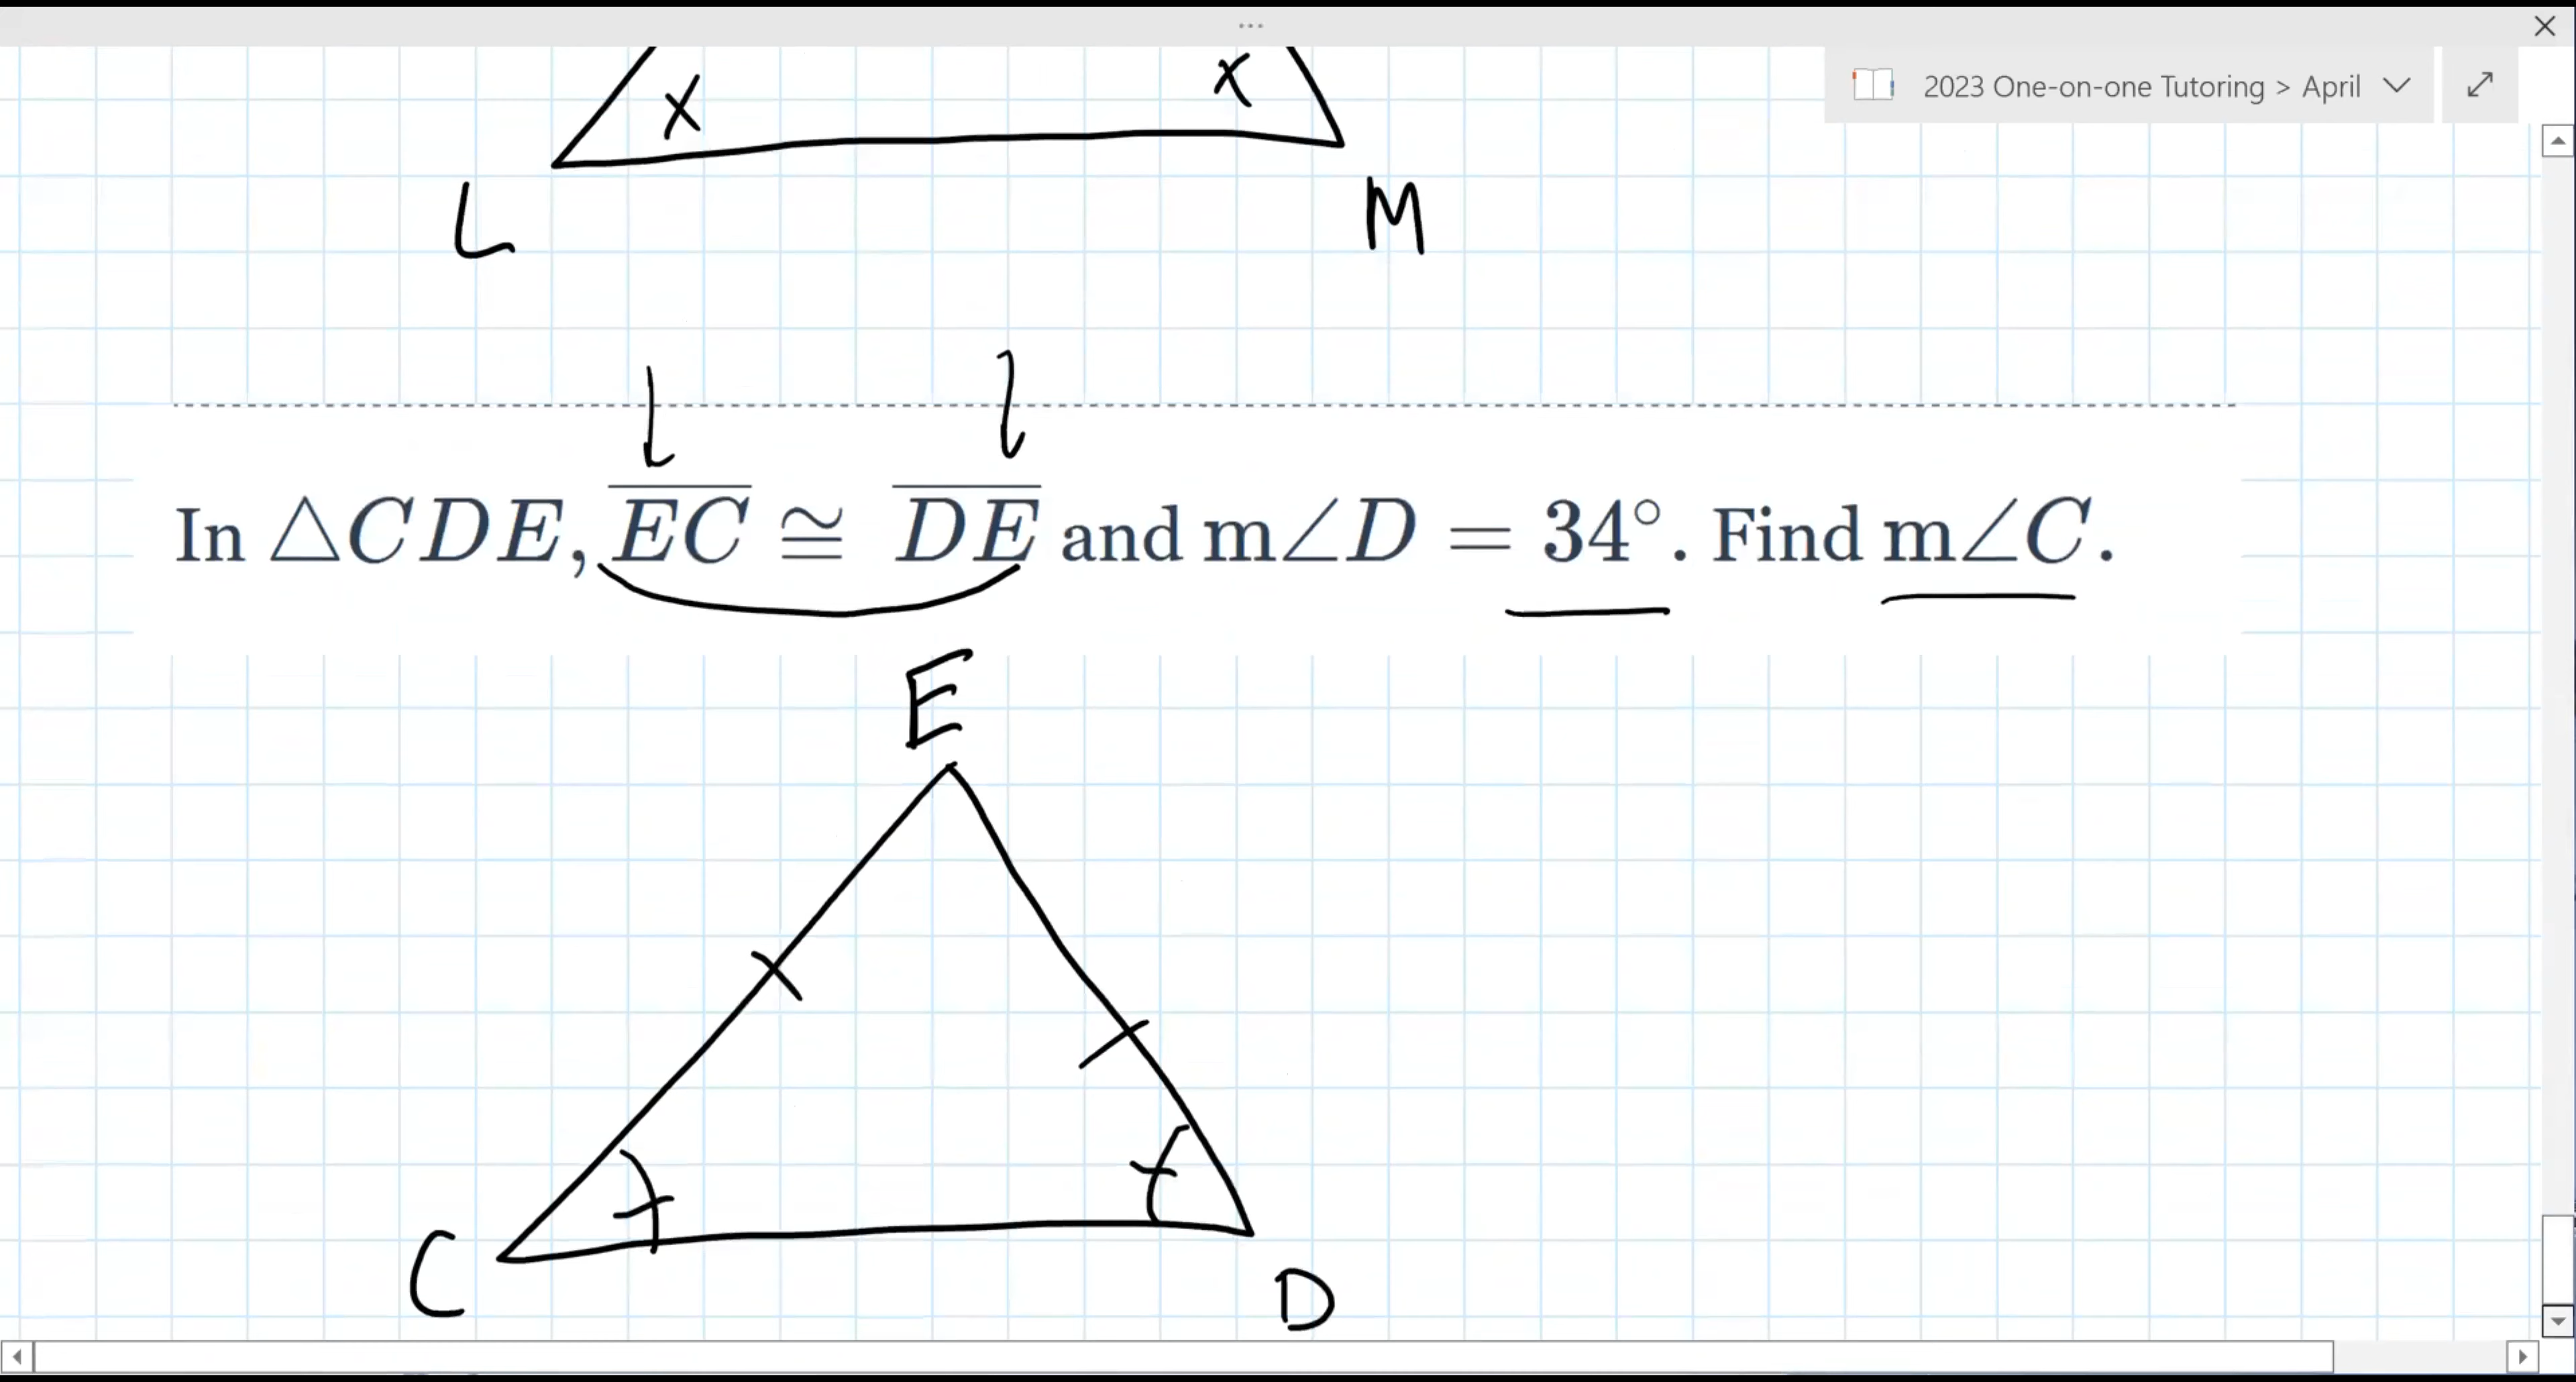 2023 One-on-one Tutoring > April
x x
L M
l l
In △CDE, EC ≅ DE and m∠D = 34°. Find m∠C.
E
C D